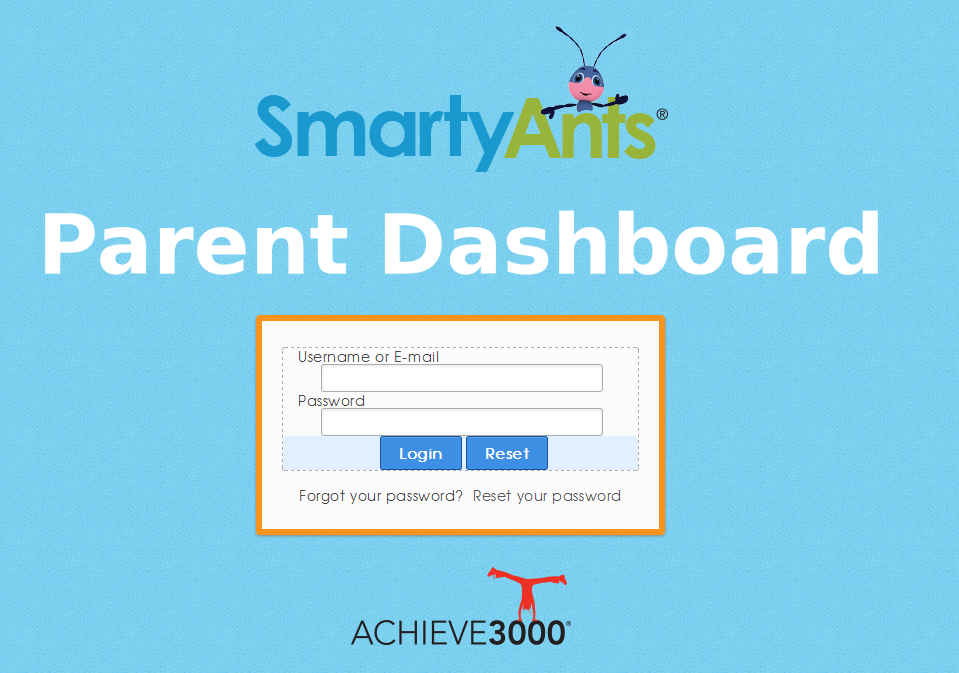 SmartyAnts®
Parent Dashboard
Username or E-mail
Password
Login Reset
Forgot your password? Reset your password
ACHIEVE3000®